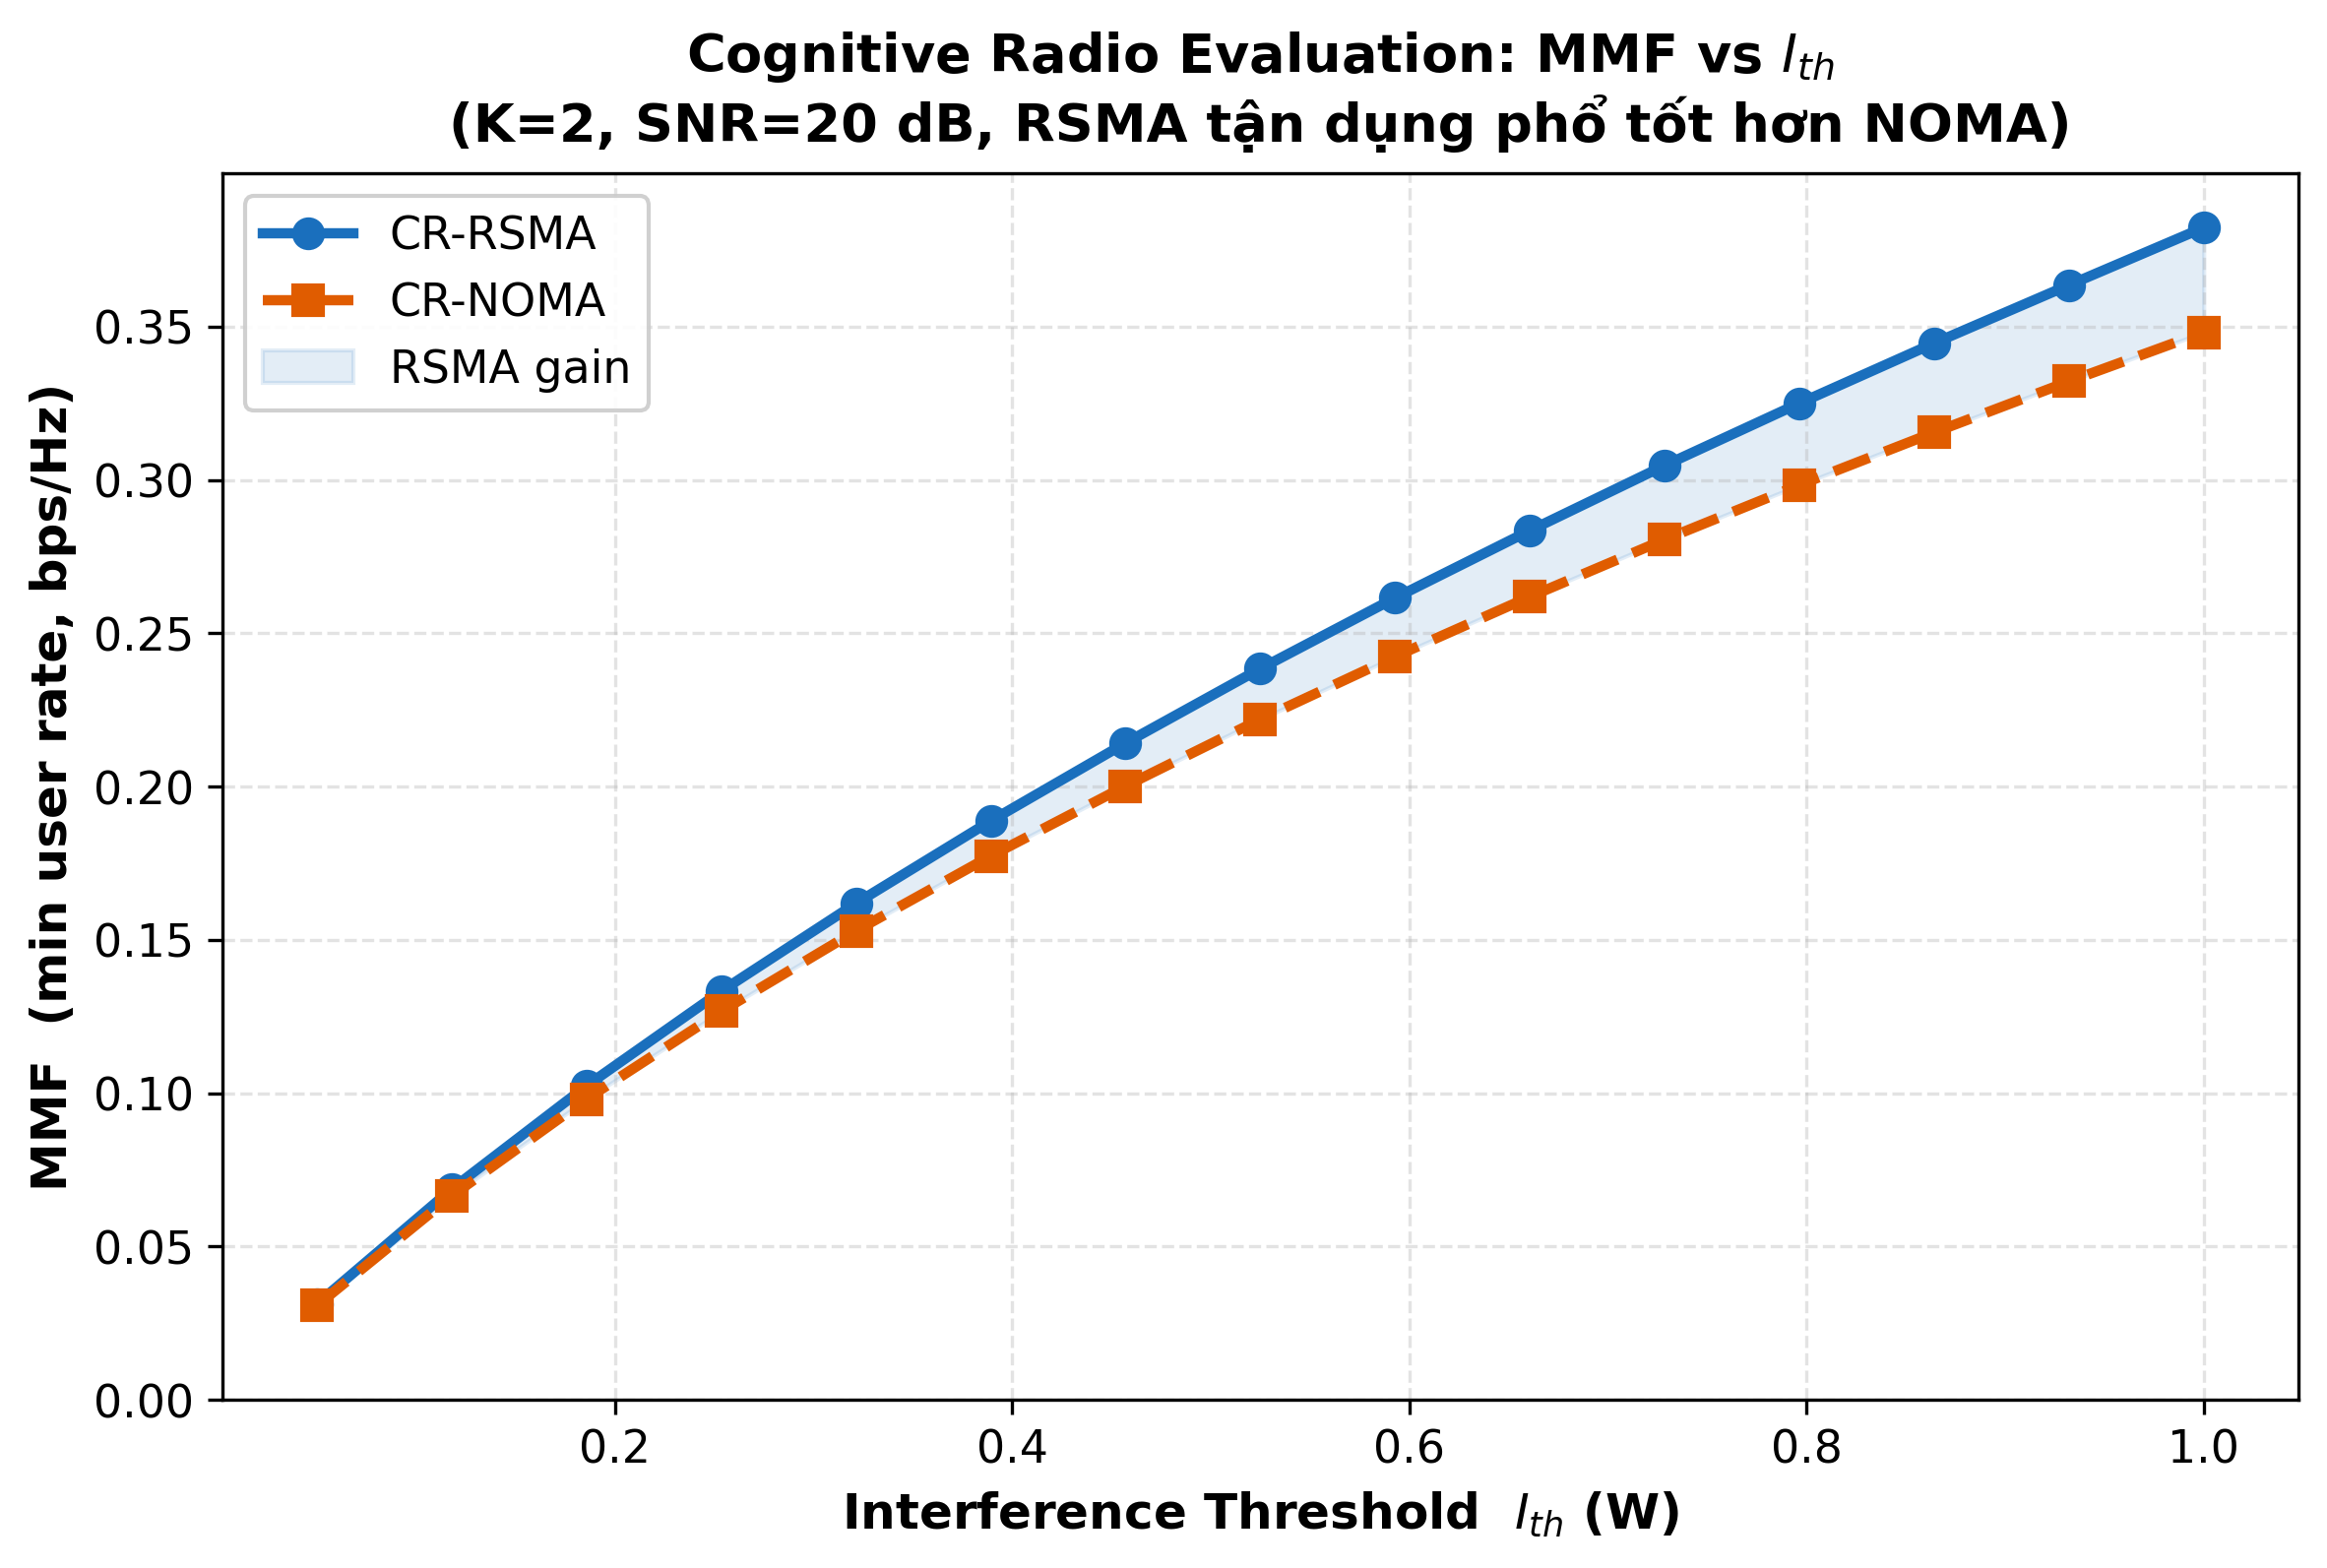 Cognitive Radio Evaluation: MMF vs I_th
(K=2, SNR=20 dB, RSMA tận dụng phổ tốt hơn NOMA)
CR-RSMA
CR-NOMA
RSMA gain
MMF (min user rate, bps/Hz)
0.35
0.30
0.25
0.20
0.15
0.10
0.05
0.00
0.2 0.4 0.6 0.8 1.0
Interference Threshold I_th (W)